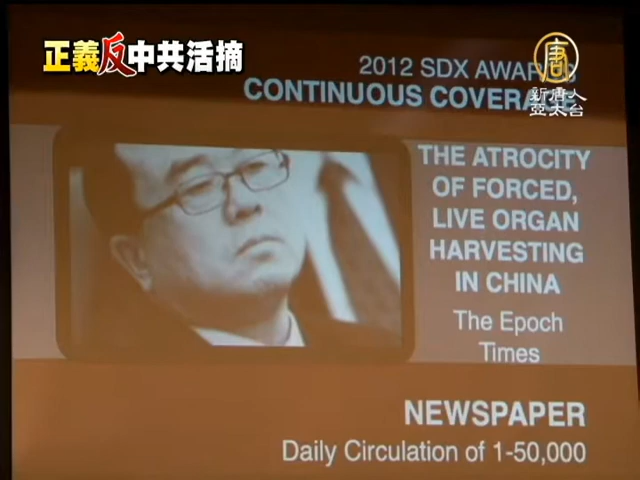 正義反中共活摘
唐
新唐人
亞太台
2012 SDX AWARDS
CONTINUOUS COVERAGE
THE ATROCITY
OF FORCED,
LIVE ORGAN
HARVESTING
IN CHINA
The Epoch
Times
NEWSPAPER
Daily Circulation of 1-50,000